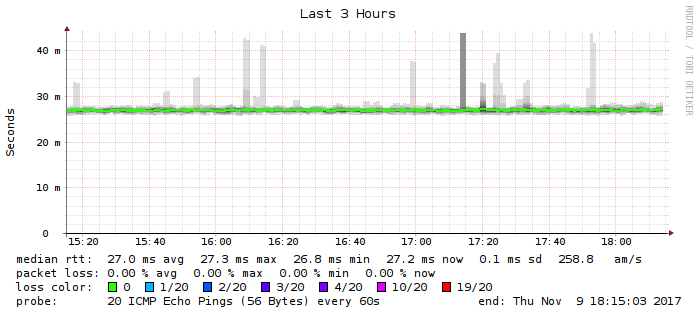 Last 3 Hours
RRDTOOL / TOBI OETIKER
Seconds
40 m
30 m
20 m
10 m
0
15:20 15:40 16:00 16:20 16:40 17:00 17:20 17:40 18:00
median rtt: 27.0 ms avg 27.3 ms max 26.8 ms min 27.2 ms now 0.1 ms sd 258.8 am/s
packet loss: 0.00 % avg 0.00 % max 0.00 % min 0.00 % now
loss color: 0 1/20 2/20 3/20 4/20 10/20 19/20
probe: 20 ICMP Echo Pings (56 Bytes) every 60s end: Thu Nov 9 18:15:03 2017